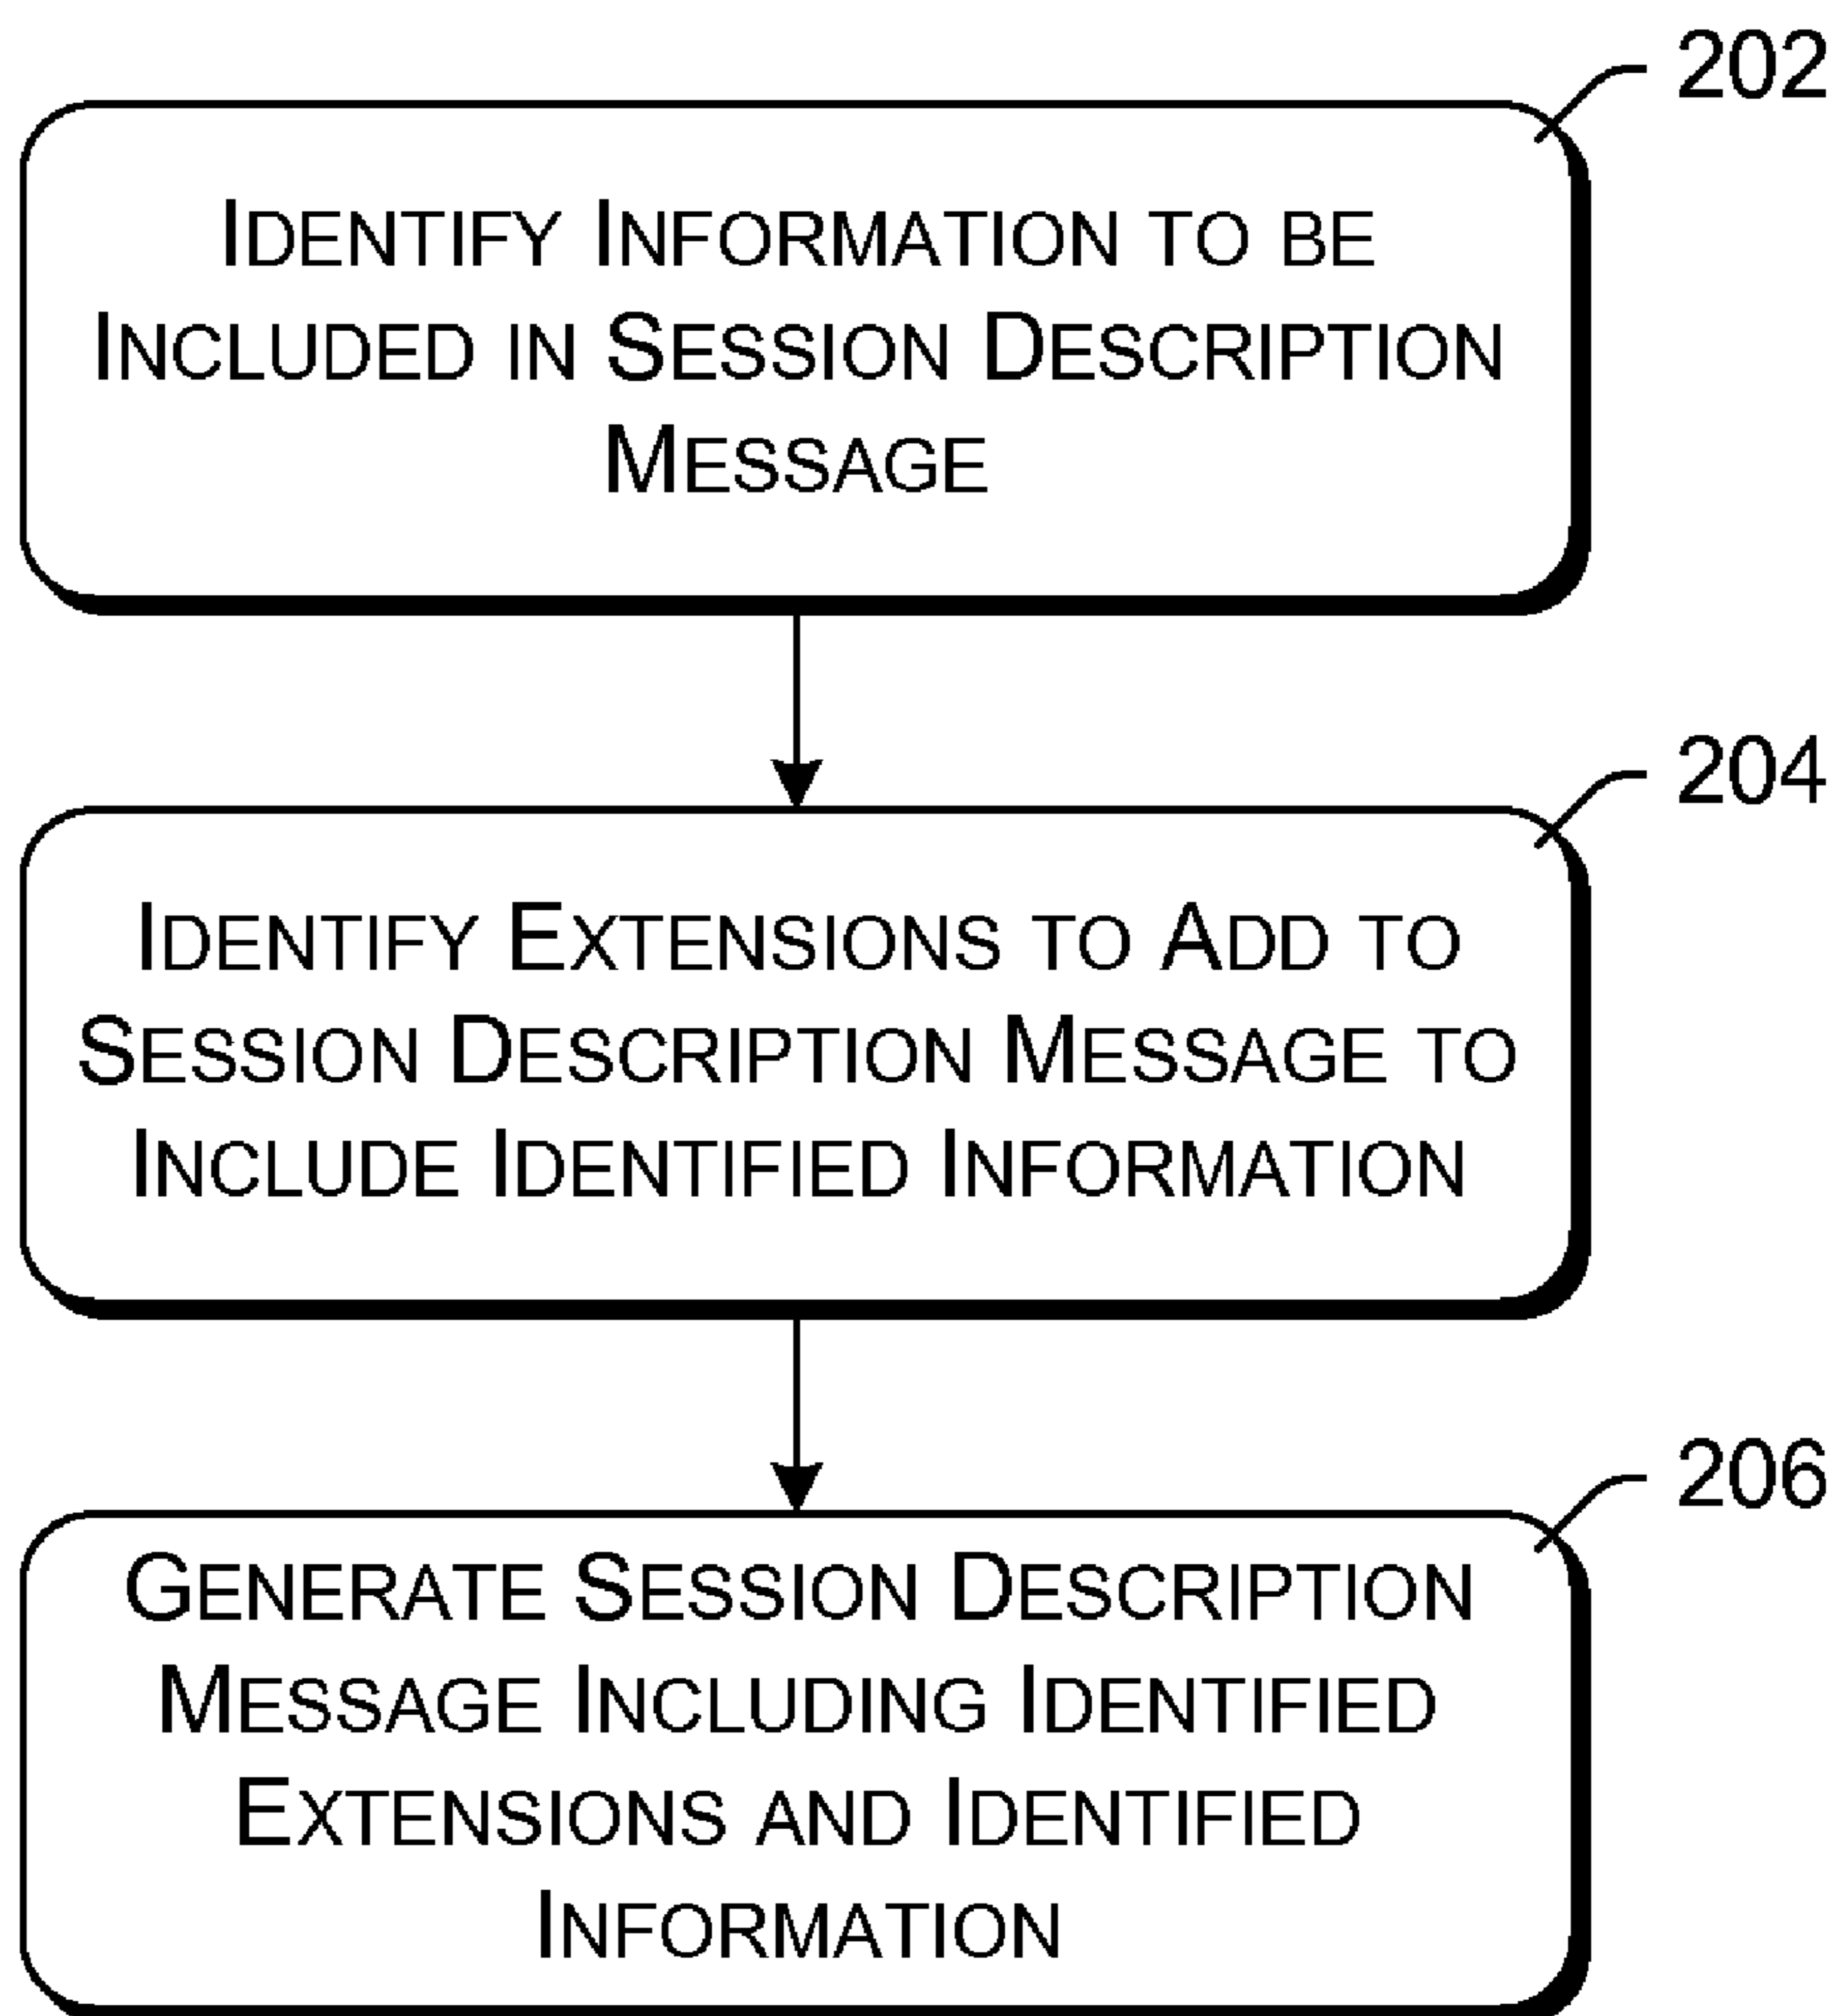 202
IDENTIFY INFORMATION TO BE
INCLUDED IN SESSION DESCRIPTION
MESSAGE
204
IDENTIFY EXTENSIONS TO ADD TO
SESSION DESCRIPTION MESSAGE TO
INCLUDE IDENTIFIED INFORMATION
206
GENERATE SESSION DESCRIPTION
MESSAGE INCLUDING IDENTIFIED
EXTENSIONS AND IDENTIFIED
INFORMATION